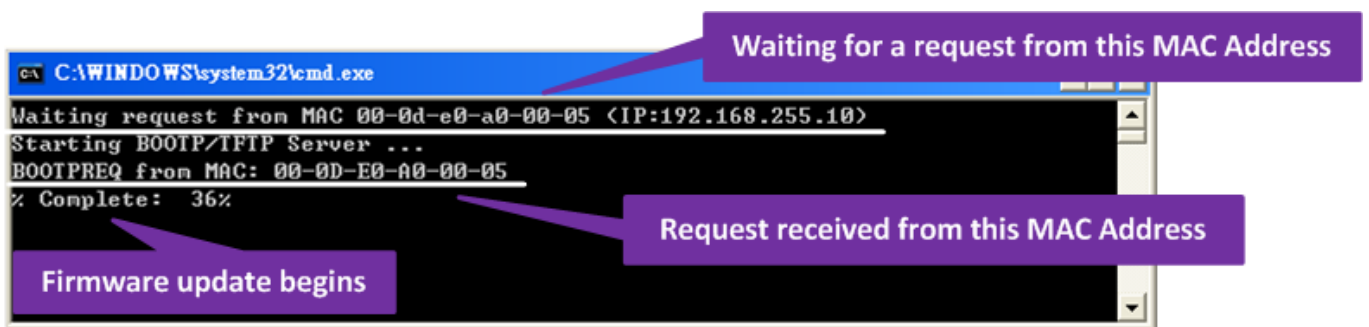 Waiting for a request from this MAC Address
C:\WINDOWS\system32\cmd.exe
Waiting request from MAC 00-0d-e0-a0-00-05 (IP:192.168.255.10)
Starting BOOTP/TFTP Server ...
BOOTPREQ from MAC: 00-0D-E0-A0-00-05
% Complete:  36%
Request received from this MAC Address
Firmware update begins